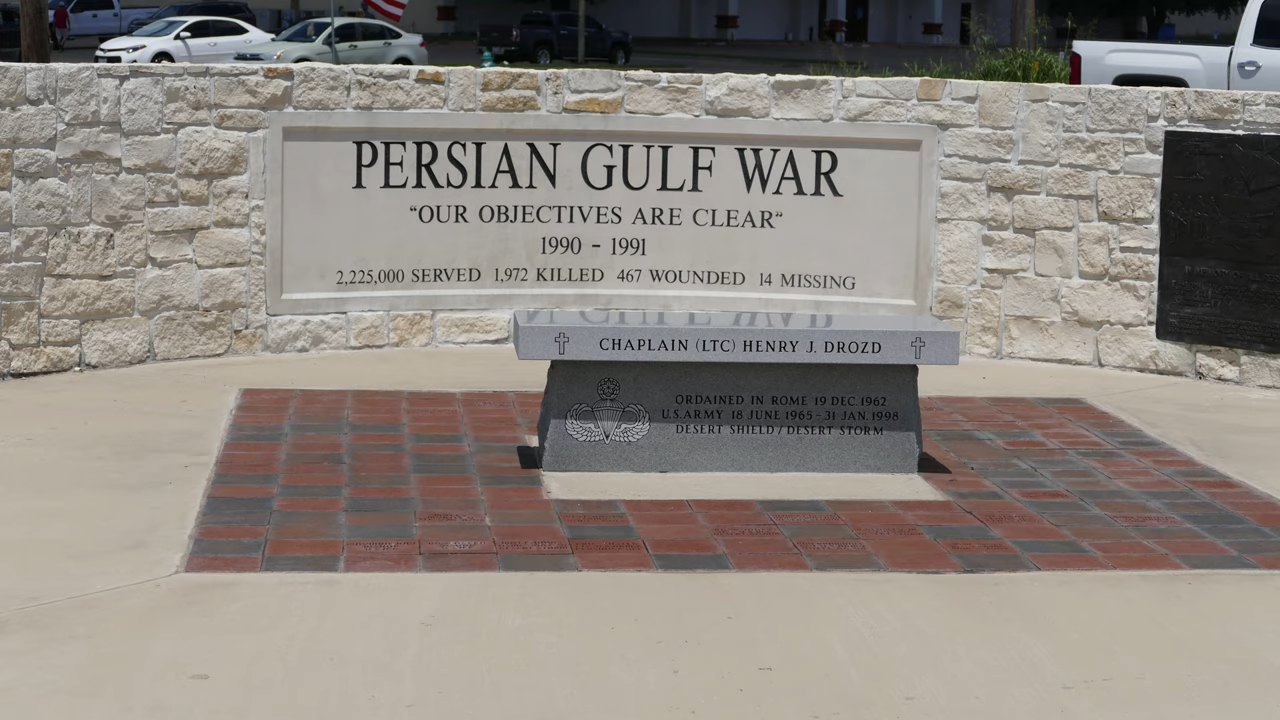 PERSIAN GULF WAR
“OUR OBJECTIVES ARE CLEAR“
1990 - 1991
2,225,000 SERVED 1,972 KILLED 467 WOUNDED 14 MISSING
CHAPLAIN (LTC) HENRY J. DROZD
ORDAINED IN ROME 19 DEC. 1962
U.S. ARMY 18 JUNE 1965 - 31 JAN. 1998
DESERT SHIELD / DESERT STORM